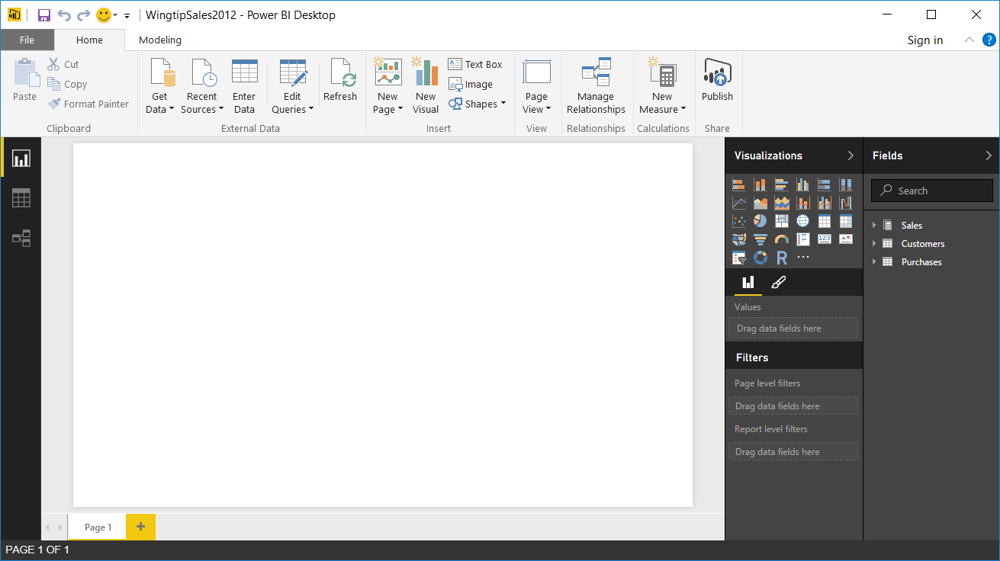 WingtipSales2012 - Power BI Desktop
File Home Modeling Sign in ?
Paste
Cut
Copy
Format Painter
Clipboard
Get Data
Recent Sources
Enter Data
Edit Queries
Refresh
External Data
New Page
New Visual
Text Box
Image
Shapes
Insert
Page View
View
Manage Relationships
Relationships
New Measure
Calculations
Publish
Share
Visualizations
123
R
Values
Drag data fields here
Filters
Page level filters
Drag data fields here
Report level filters
Drag data fields here
Fields
Search
Sales
Customers
Purchases
Page 1
PAGE 1 OF 1